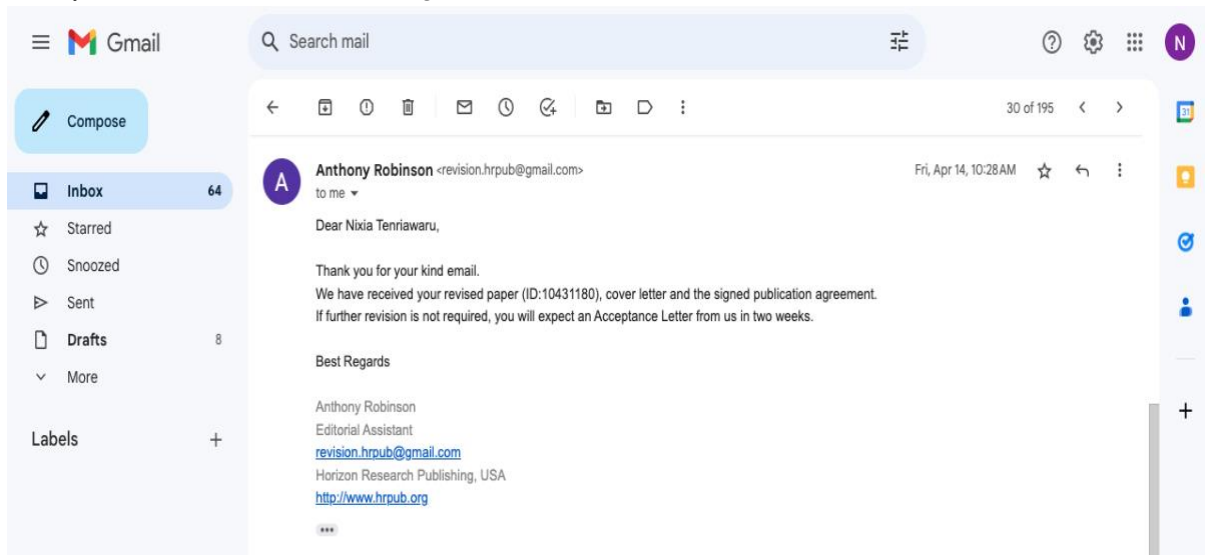 Gmail
Search mail
N
Compose
30 of 195
31
Inbox 64
Starred
Snoozed
Sent
Drafts 8
More
Labels
A
Anthony Robinson <revision.hrpub@gmail.com>
Fri, Apr 14, 10:28 AM
to me
Dear Nixia Tenriawaru,
Thank you for your kind email.
We have received your revised paper (ID:10431180), cover letter and the signed publication agreement.
If further revision is not required, you will expect an Acceptance Letter from us in two weeks.
Best Regards
Anthony Robinson
Editorial Assistant
revision.hrpub@gmail.com
Horizon Research Publishing, USA
http://www.hrpub.org